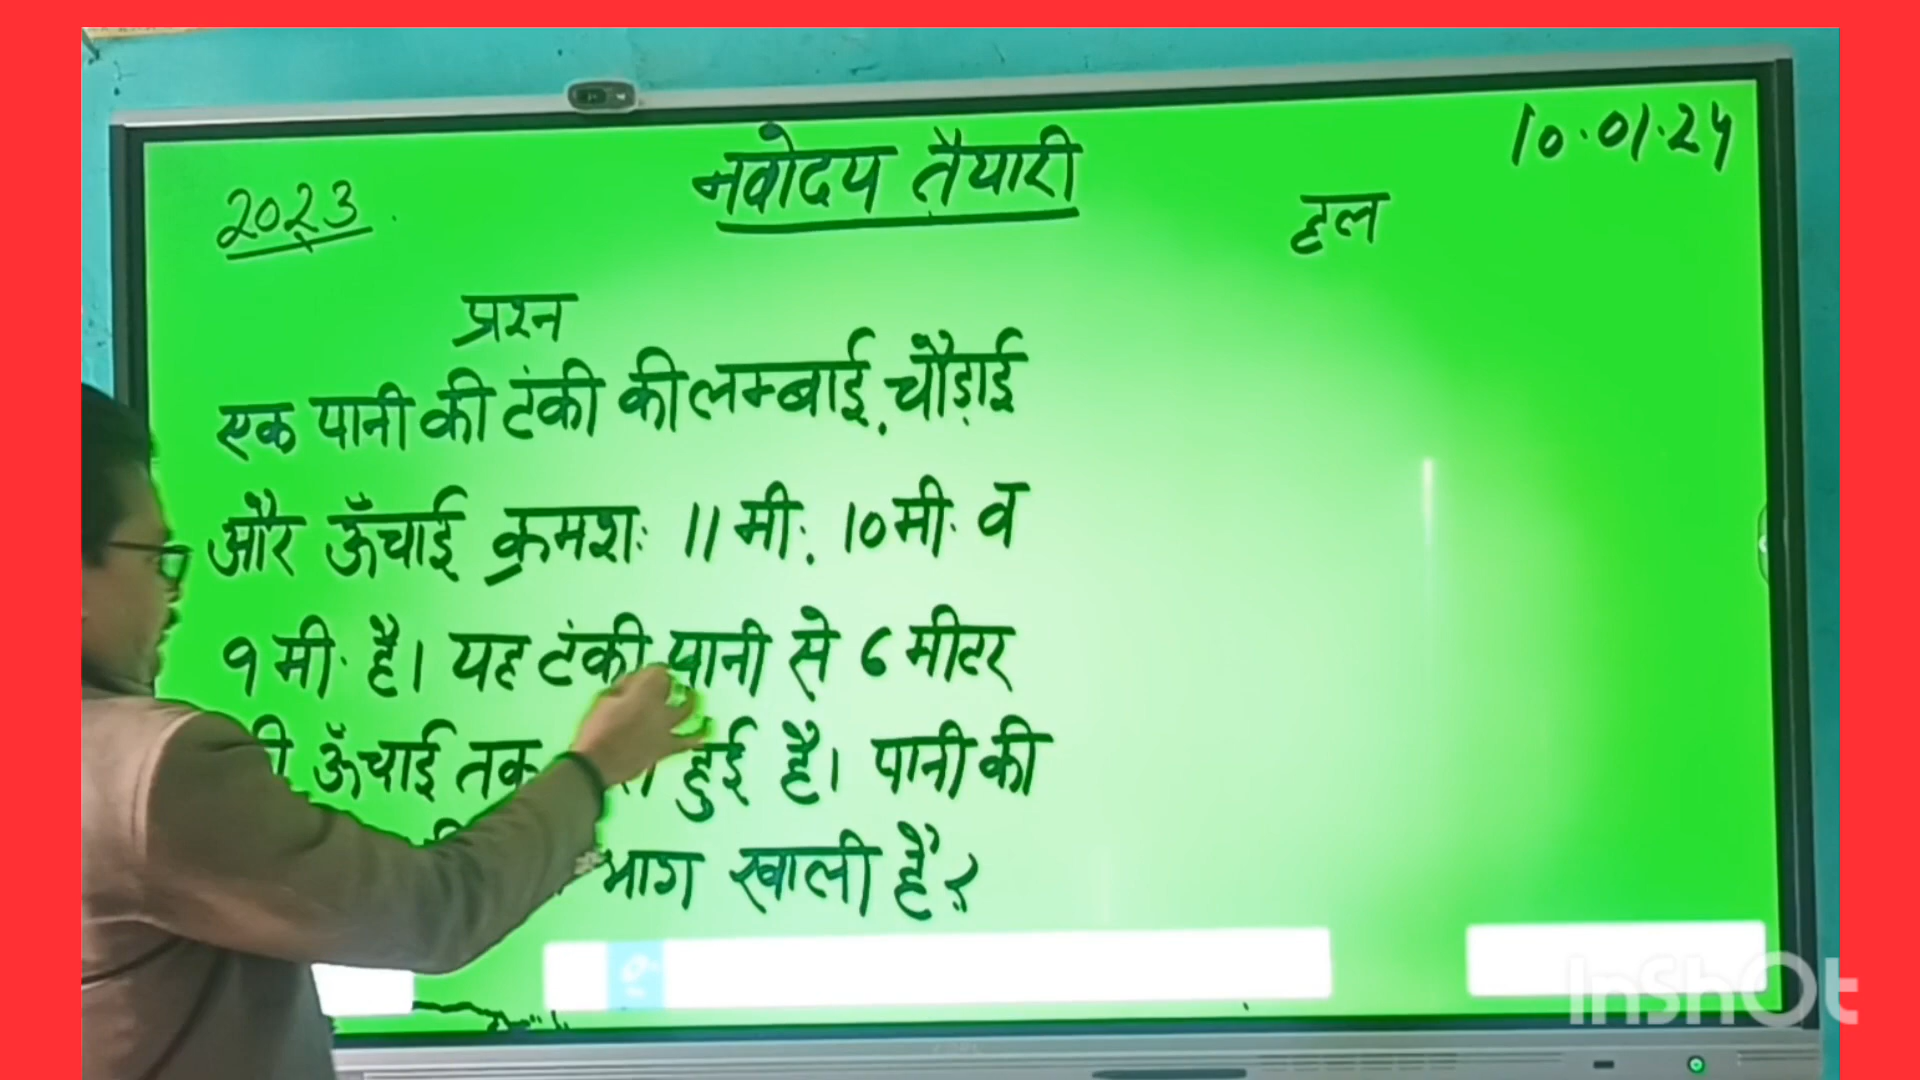 नवोदय तैयारी
10.01.24
2023
हल
प्रश्न
एक पानी की टंकी की लम्बाई, चौड़ाई
और ऊँचाई क्रमशः 11 मी., 10 मी. व
9 मी. है। यह टंकी पानी से 6 मीटर
ऊँचाई तक हुई है। पानी की
भाग खाली है?
InShOt